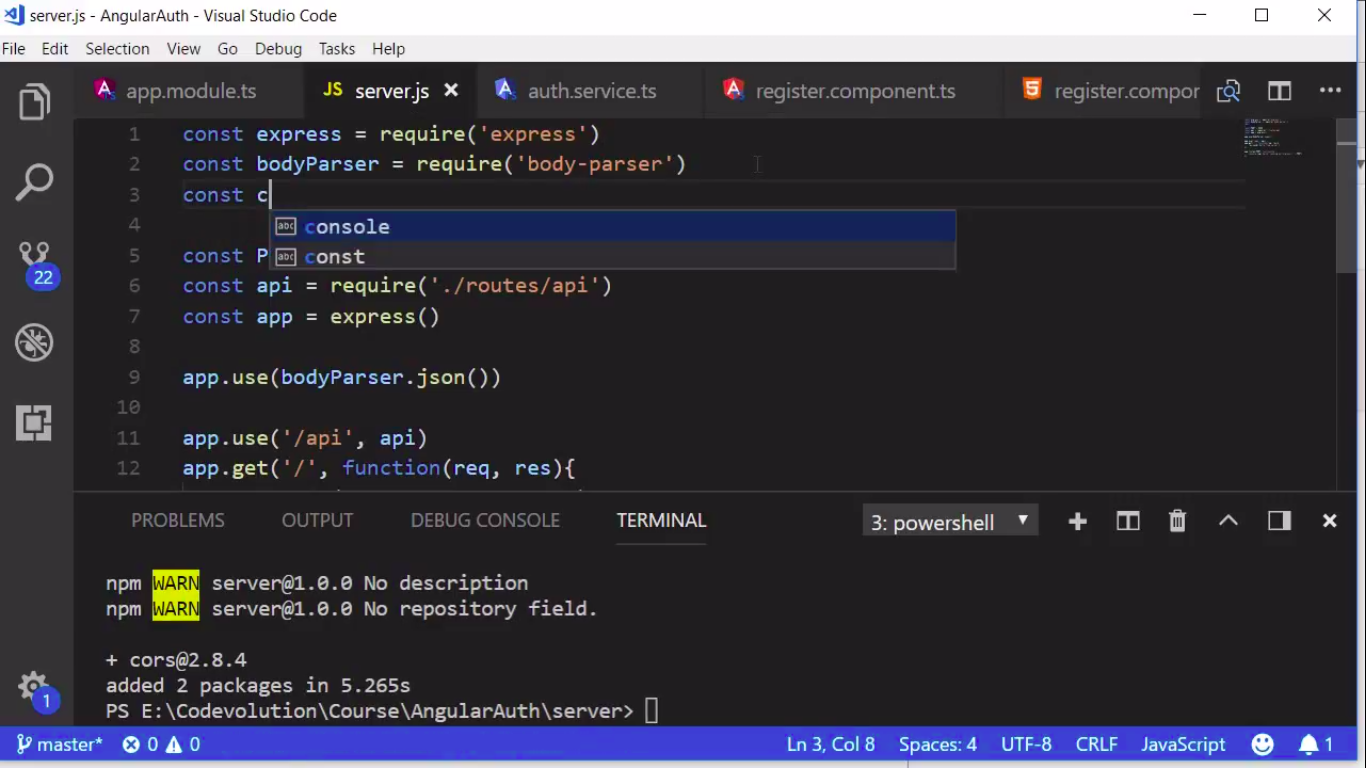 server.js - AngularAuth - Visual Studio Code
File Edit Selection View Go Debug Tasks Help
app.module.ts JS server.js auth.service.ts register.component.ts register.compor
1 const express = require('express')
2 const bodyParser = require('body-parser')
3 const c
console
4
const
5 const P
6 const api = require('./routes/api')
7 const app = express()
8
9 app.use(bodyParser.json())
10
11 app.use('/api', api)
12 app.get('/', function(req, res){
22
PROBLEMS OUTPUT DEBUG CONSOLE TERMINAL 3: powershell
npm WARN server@1.0.0 No description
npm WARN server@1.0.0 No repository field.
+ cors@2.8.4
added 2 packages in 5.265s
PS E:\Codevolution\Course\AngularAuth\server>
1
master* 0 0 Ln 3, Col 8 Spaces: 4 UTF-8 CRLF JavaScript 1